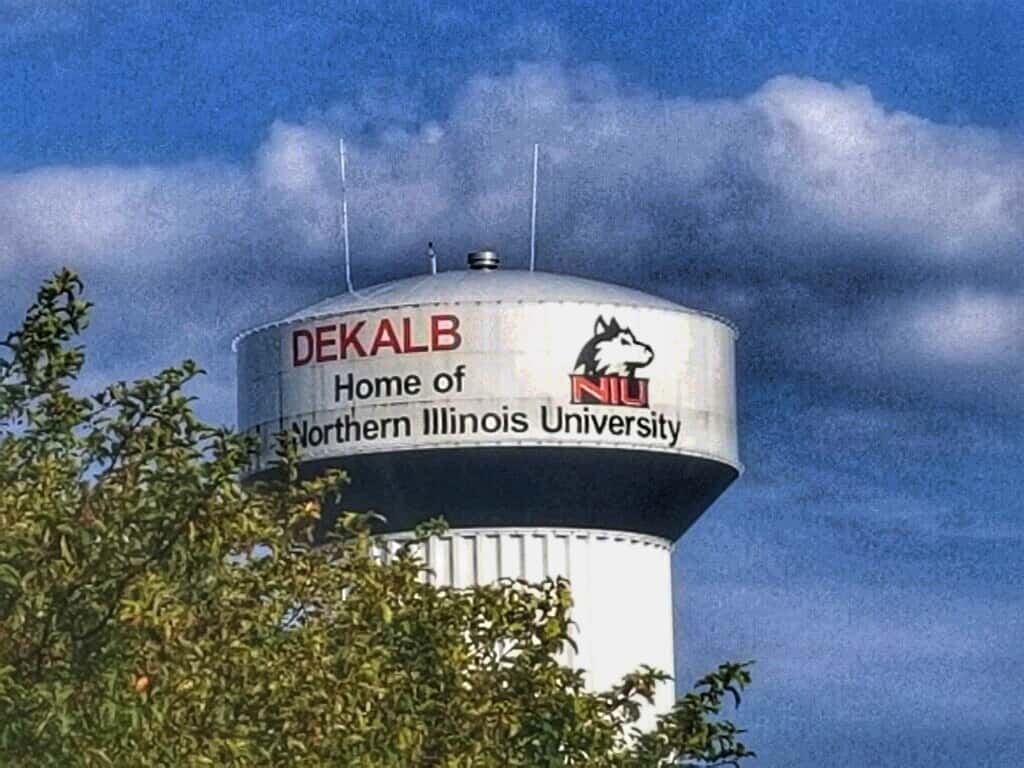 DEKALB
Home of
Northern Illinois University
NIU